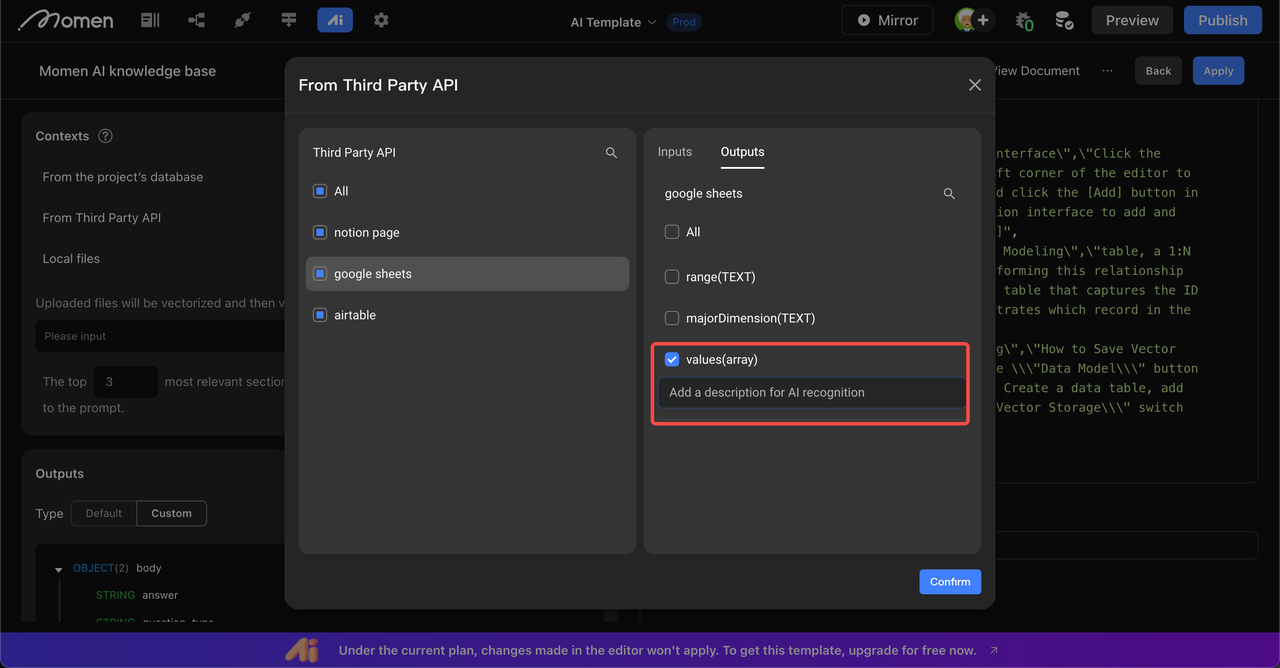 Momen
Ai
AI Template
Prod
Mirror
0
Preview
Publish
Momen AI knowledge base
View Document
...
Back
Apply
From Third Party API
Contexts
?
From the project's database
From Third Party API
Local files
Uploaded files will be vectorized and then
Please input
The top 3 most relevant section
to the prompt.
Outputs
Type
Default
Custom
OBJECT(2) body
STRING answer
STRING question_type
Third Party API
All
notion page
google sheets
airtable
Inputs
Outputs
google sheets
All
range(TEXT)
majorDimension(TEXT)
values(array)
Add a description for AI recognition
Confirm
nterface\",\"Click the
ft corner of the editor to
d click the [Add] button in
ion interface to add and
]",
Modeling\",\"table, a 1:N
forming this relationship
table that captures the ID
trates which record in the
g\",\"How to Save Vector
e \\\"Data Model\\\" button
Create a data table, add
Vector Storage\\\" switch
Ai
Under the current plan, changes made in the editor won't apply. To get this template, upgrade for free now.